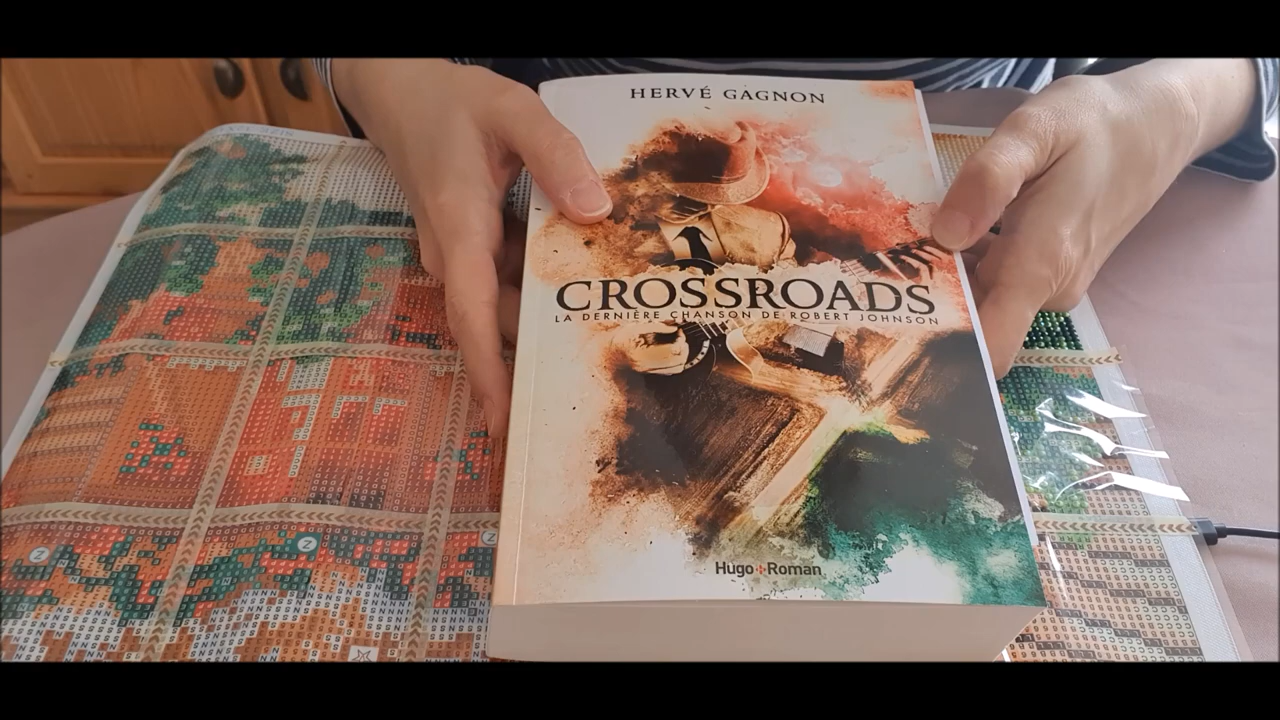 HERVÉ GAGNON
CROSSROADS
LA DERNIÈRE CHANSON DE ROBERT JOHNSON
Hugo+Roman